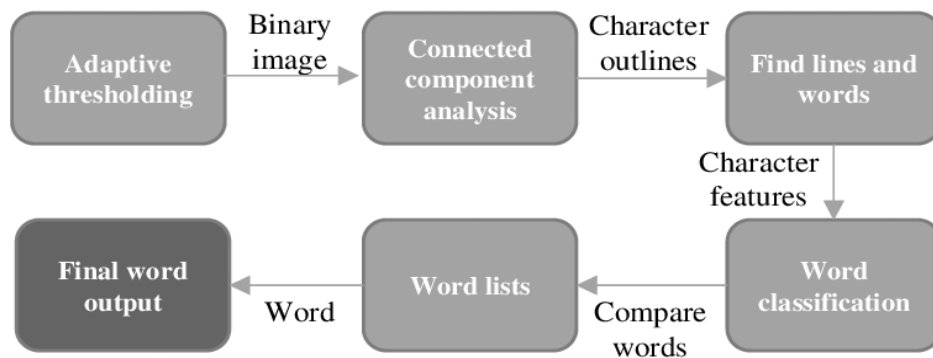 Adaptive
thresholding
Binary
image
Connected
component
analysis
Character
outlines
Find lines and
words
Character
features
Word
classification
Compare
words
Word lists
Word
Final word
output